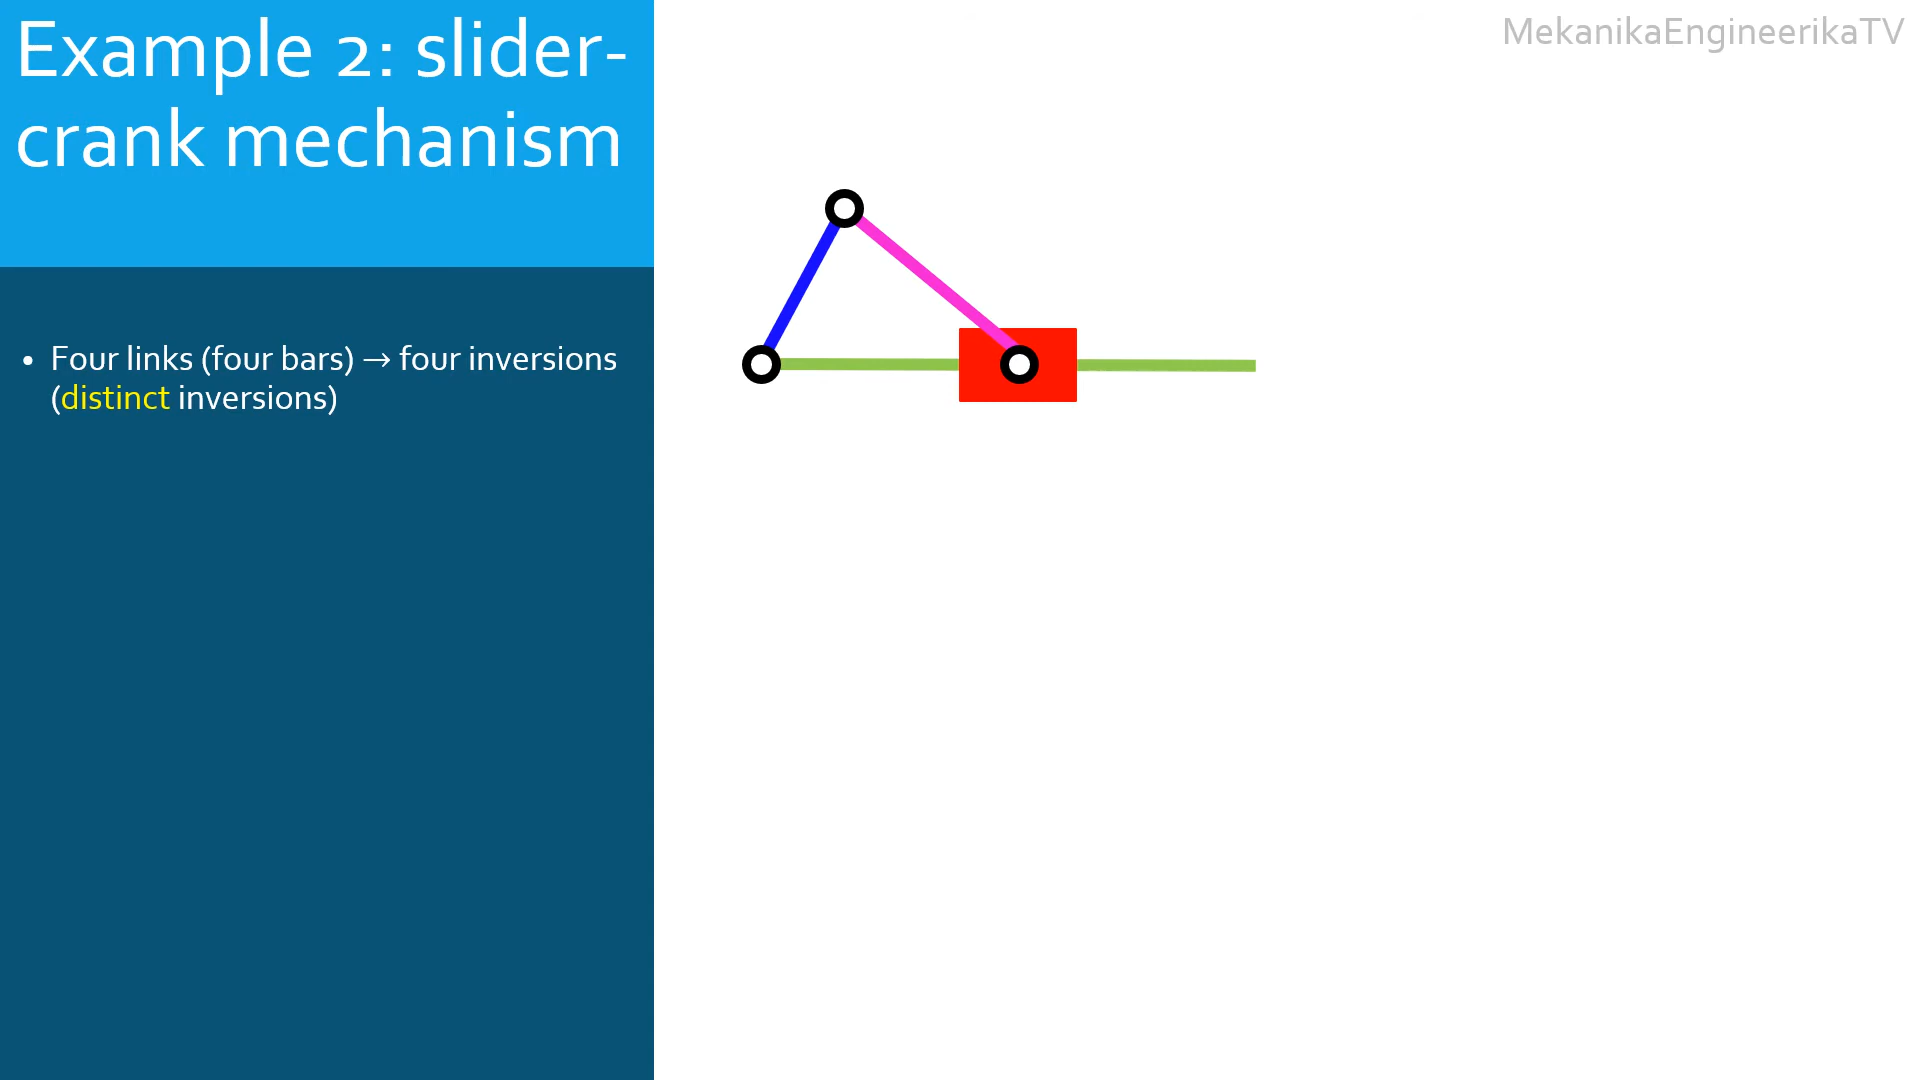 Example 2: slider-
crank mechanism
MekanikaEngineerikaTV
• Four links (four bars) → four inversions
(distinct inversions)